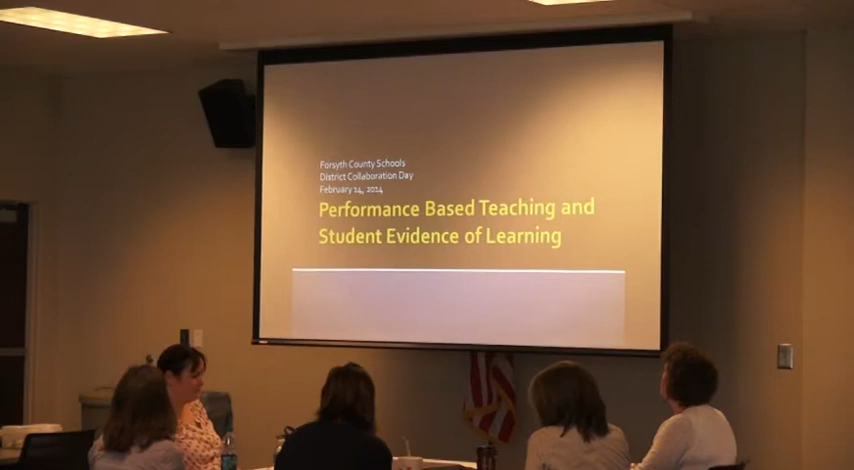 Forsyth County Schools
District Collaboration Day
February 14, 2014
Performance Based Teaching and
Student Evidence of Learning